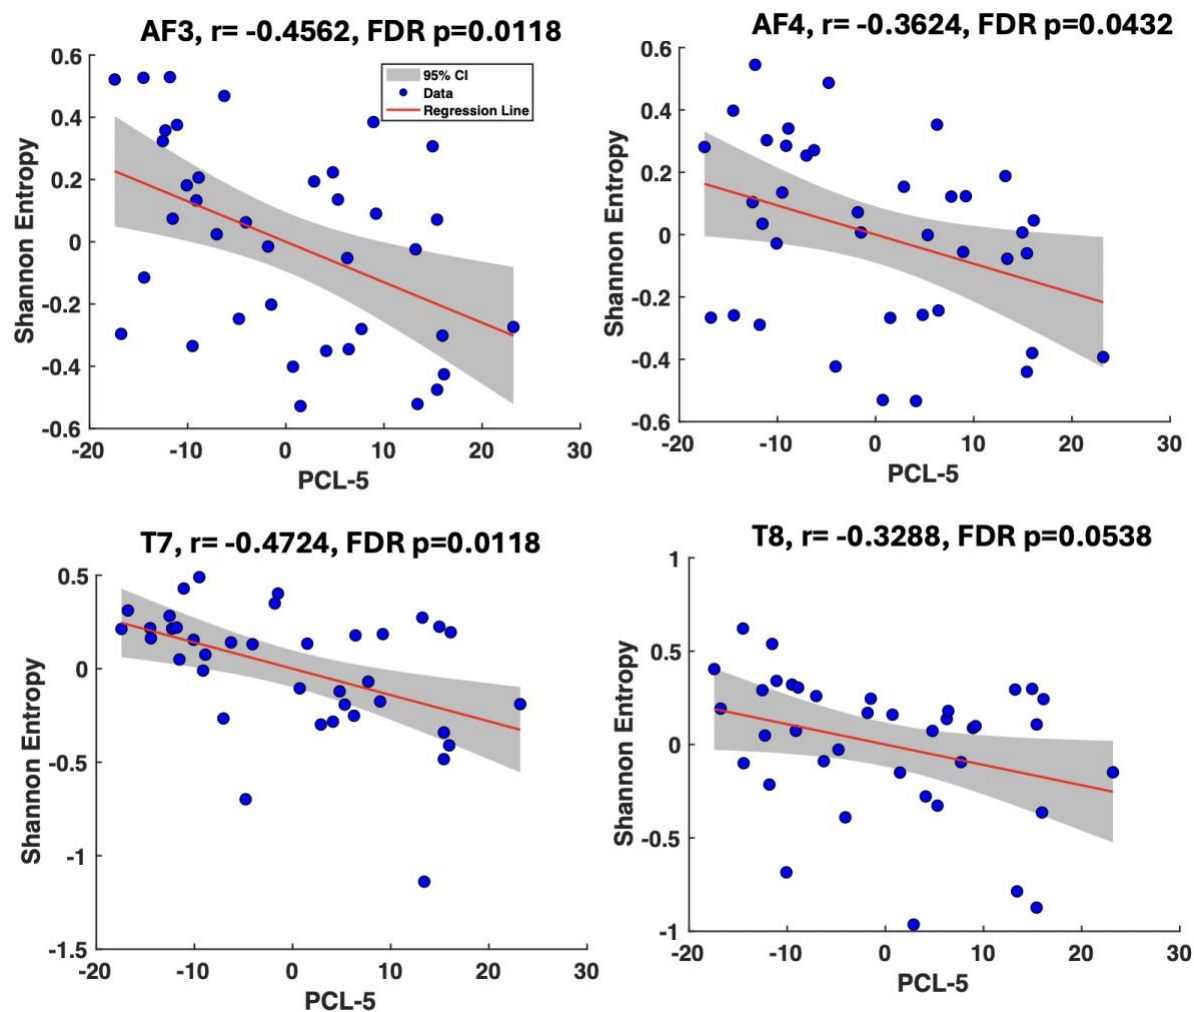 AF3, r= -0.4562, FDR p=0.0118
0.6
0.4
0.2
0
-0.2
-0.4
-0.6
Shannon Entropy
95% CI
Data
Regression Line
-20 -10 0 10 20 30
PCL-5
AF4, r= -0.3624, FDR p=0.0432
0.6
0.4
0.2
0
-0.2
-0.4
-0.6
Shannon Entropy
-20 -10 0 10 20 30
PCL-5
T7, r= -0.4724, FDR p=0.0118
0.5
0
-0.5
-1
-1.5
Shannon Entropy
-20 -10 0 10 20 30
PCL-5
T8, r= -0.3288, FDR p=0.0538
1
0.5
0
-0.5
-1
Shannon Entropy
-20 -10 0 10 20 30
PCL-5